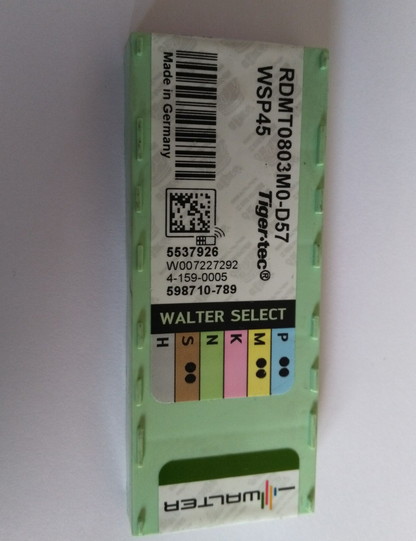 RDMT0803M0-D57
WSP45
Tiger·tec®
Made in Germany
5537926
W007227292
4-159-0005
598710-789
WALTER SELECT
P
M
K
N
S
H
WALTER